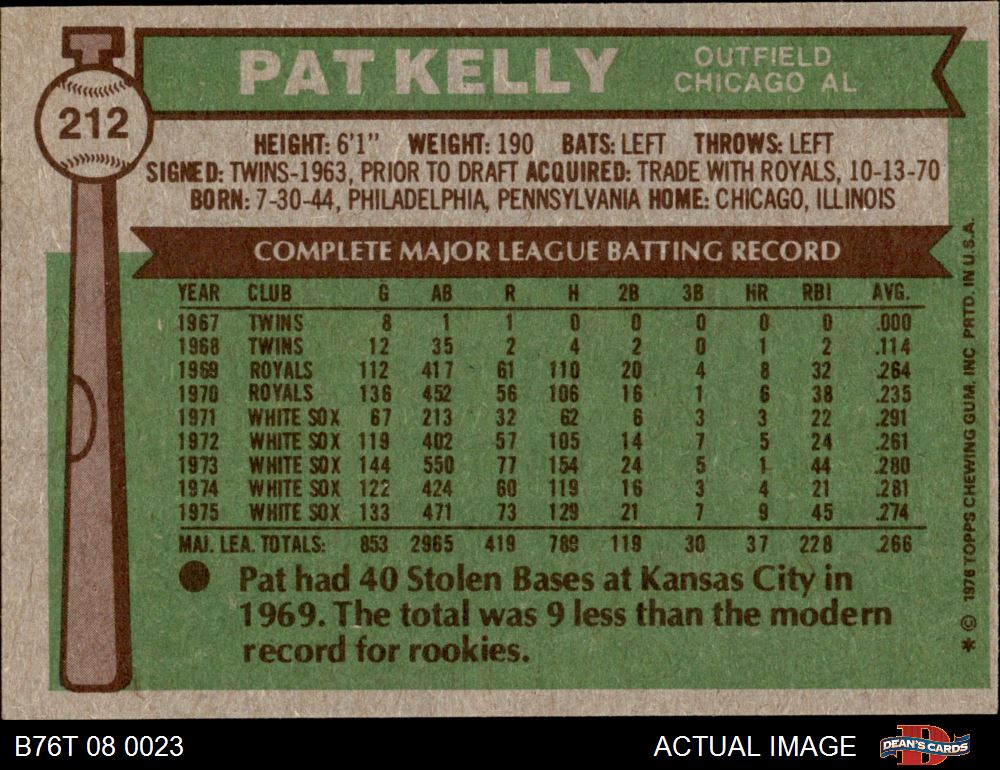 PAT KELLY
OUTFIELD
CHICAGO AL
212
HEIGHT: 6'1" WEIGHT: 190 BATS: LEFT THROWS: LEFT
SIGNED: TWINS-1963, PRIOR TO DRAFT ACQUIRED: TRADE WITH ROYALS, 10-13-70
BORN: 7-30-44, PHILADELPHIA, PENNSYLVANIA HOME: CHICAGO, ILLINOIS
COMPLETE MAJOR LEAGUE BATTING RECORD
YEAR CLUB G AB R H 2B 3B HR RBI AVG.
1967 TWINS 8 1 1 0 0 0 0 0 .000
1968 TWINS 12 35 2 4 2 0 1 2 .114
1969 ROYALS 112 417 61 110 20 4 8 32 .264
1970 ROYALS 136 452 56 106 16 1 6 38 .235
1971 WHITE SOX 67 213 32 62 6 3 3 22 .291
1972 WHITE SOX 119 402 57 105 14 7 5 24 .261
1973 WHITE SOX 144 550 77 154 24 5 1 44 .280
1974 WHITE SOX 122 424 60 119 16 3 4 21 .281
1975 WHITE SOX 133 471 73 129 21 7 9 45 .274
MAJ. LEA. TOTALS: 853 2965 419 789 119 30 37 228 .266
Pat had 40 Stolen Bases at Kansas City in
1969. The total was 9 less than the modern
record for rookies.
* © 1976 TOPPS CHEWING GUM, INC PRTD. IN U.S.A.
B76T 08 0023
ACTUAL IMAGE
DEAN'S CARDS